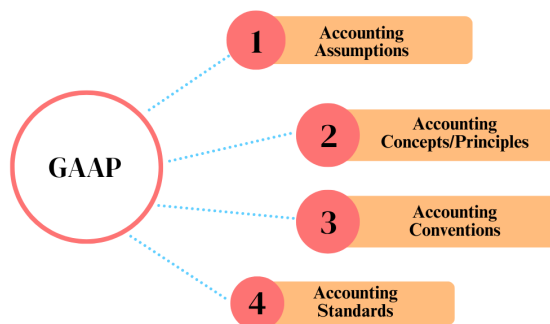 GAAP
1
Accounting
Assumptions
2
Accounting
Concepts/Principles
3
Accounting
Conventions
4
Accounting
Standards